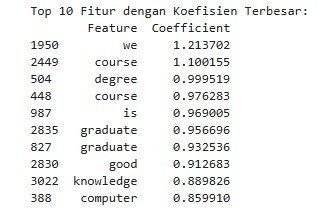 Top 10 Fitur dengan Koefisien Terbesar:
Feature Coefficient
1950 we 1.213702
2449 course 1.100155
504 degree 0.999519
448 course 0.976283
987 is 0.969005
2835 graduate 0.956696
827 graduate 0.932536
2830 good 0.912683
3022 knowledge 0.889826
388 computer 0.859910